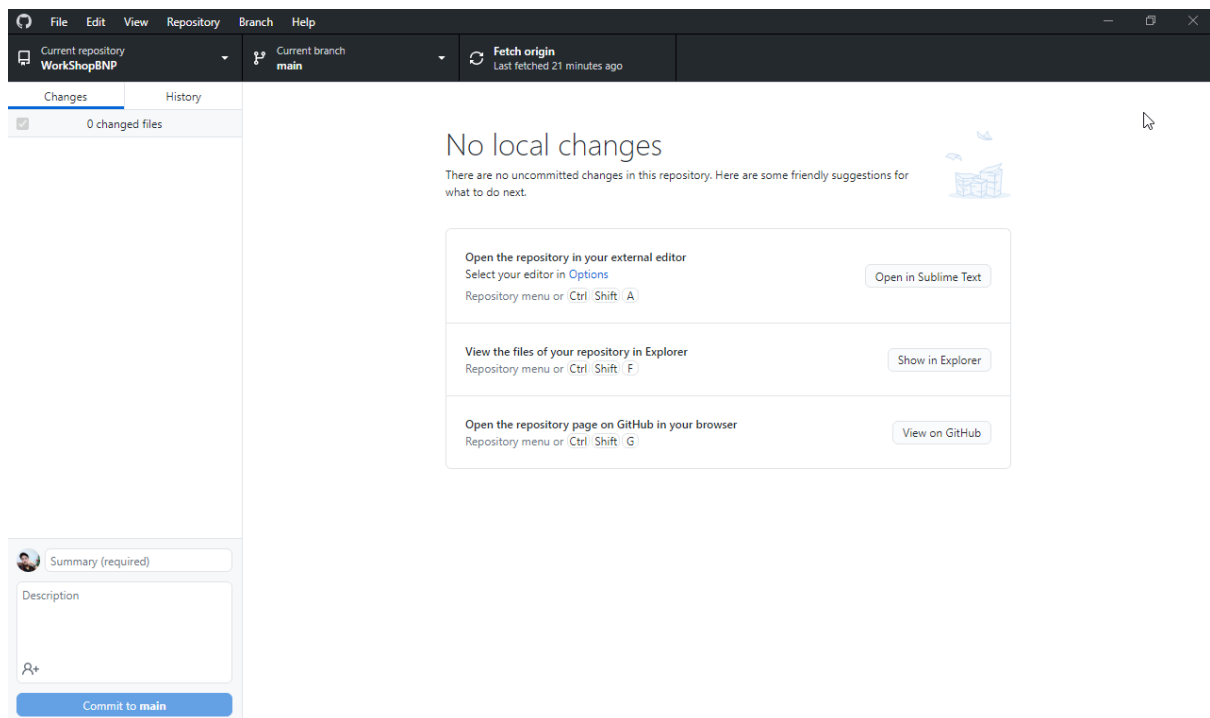 File Edit View Repository Branch Help
Current repository
WorkShopBNP
Current branch
main
Fetch origin
Last fetched 21 minutes ago
Changes History
0 changed files
No local changes
There are no uncommitted changes in this repository. Here are some friendly suggestions for
what to do next.
Open the repository in your external editor
Select your editor in Options
Repository menu or Ctrl Shift A
Open in Sublime Text
View the files of your repository in Explorer
Repository menu or Ctrl Shift F
Show in Explorer
Open the repository page on GitHub in your browser
Repository menu or Ctrl Shift G
View on GitHub
Summary (required)
Description
Commit to main